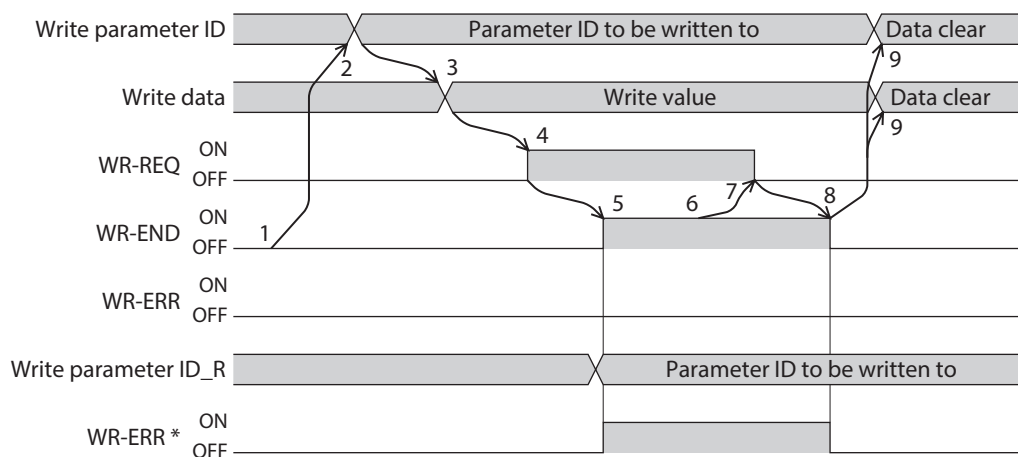 Write parameter ID Parameter ID to be written to Data clear
2 3 9
Write data Write value Data clear
4 9
WR-REQ ON
OFF
5 6 7 8
WR-END ON
1
OFF
WR-ERR ON
OFF
Write parameter ID_R Parameter ID to be written to
WR-ERR * ON
OFF